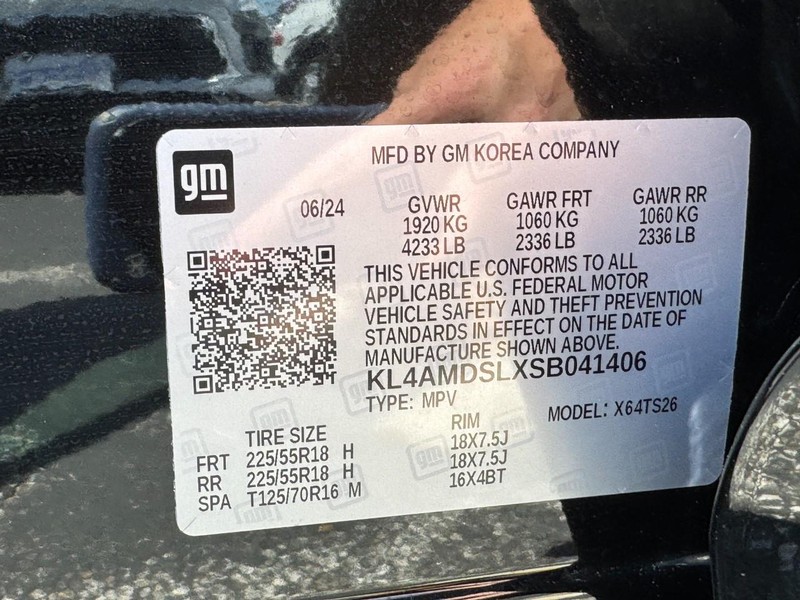 gm
MFD BY GM KOREA COMPANY
06/24
GVWR GAWR FRT GAWR RR
1920 KG 1060 KG 1060 KG
4233 LB 2336 LB 2336 LB
THIS VEHICLE CONFORMS TO ALL
APPLICABLE U.S. FEDERAL MOTOR
VEHICLE SAFETY AND THEFT PREVENTION
STANDARDS IN EFFECT ON THE DATE OF
MANUFACTURE SHOWN ABOVE.
KL4AMDSLXSB041406
TYPE: MPV MODEL: X64TS26
TIRE SIZE RIM
FRT 225/55R18 H 18X7.5J
RR 225/55R18 H 18X7.5J
SPA T125/70R16 M 16X4BT